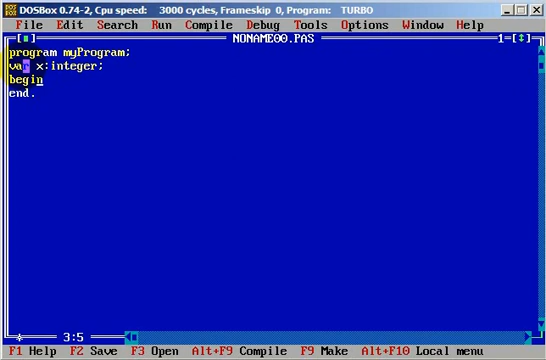 DOSBox 0.74-2, Cpu speed: 3000 cycles, Frameskip 0, Program: TURBO
File Edit Search Run Compile Debug Tools Options Window Help
NONAME00.PAS 1=[↕]
program myProgram;
var x:integer;
begin
end.
3:5
F1 Help F2 Save F3 Open Alt+F9 Compile F9 Make Alt+F10 Local menu